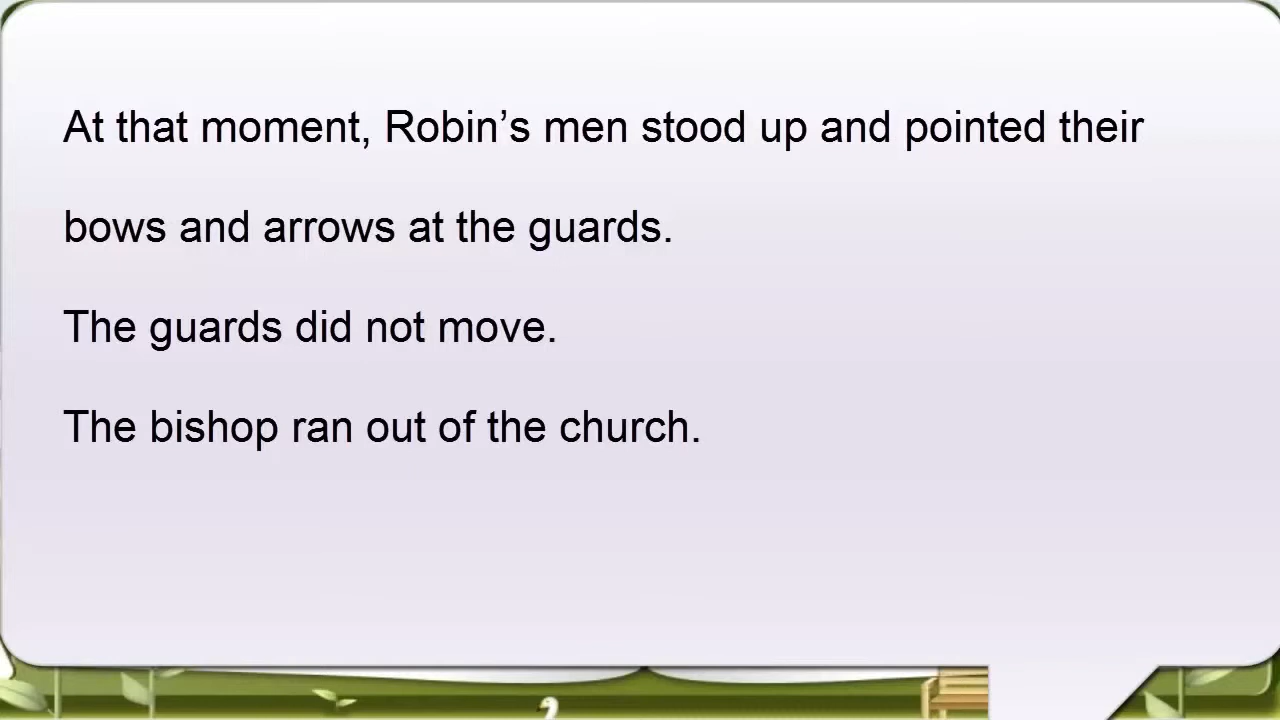 At that moment, Robin’s men stood up and pointed their
bows and arrows at the guards.
The guards did not move.
The bishop ran out of the church.